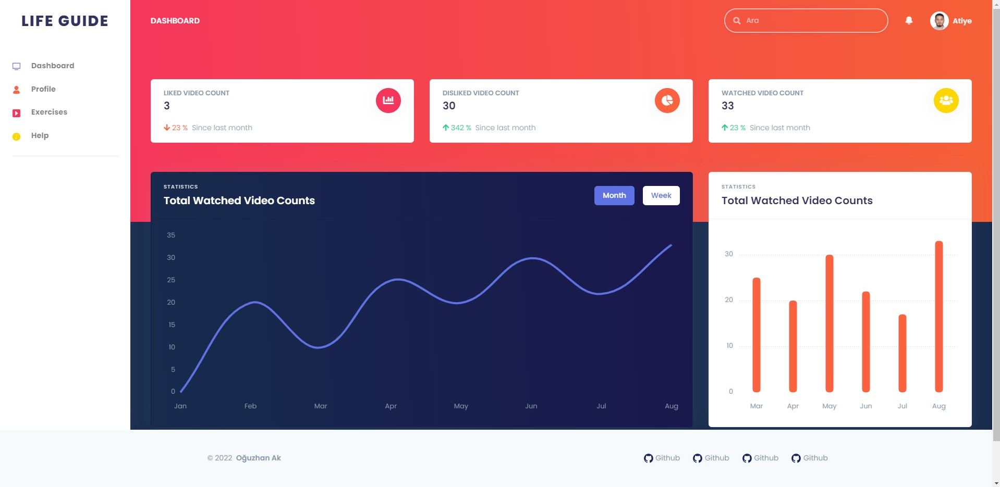 LIFE GUIDE
Dashboard
Profile
Exercises
Help
DASHBOARD
Ara
Atiye
LIKED VIDEO COUNT
3
23 % Since last month
DISLIKED VIDEO COUNT
30
342 % Since last month
WATCHED VIDEO COUNT
33
23 % Since last month
STATISTICS
Total Watched Video Counts
Month Week
35
30
25
20
15
10
5
0
Jan Feb Mar Apr May Jun Jul Aug
STATISTICS
Total Watched Video Counts
30
20
10
0
Mar Apr May Jun Jul Aug
© 2022 Oğuzhan Ak
Github Github Github Github